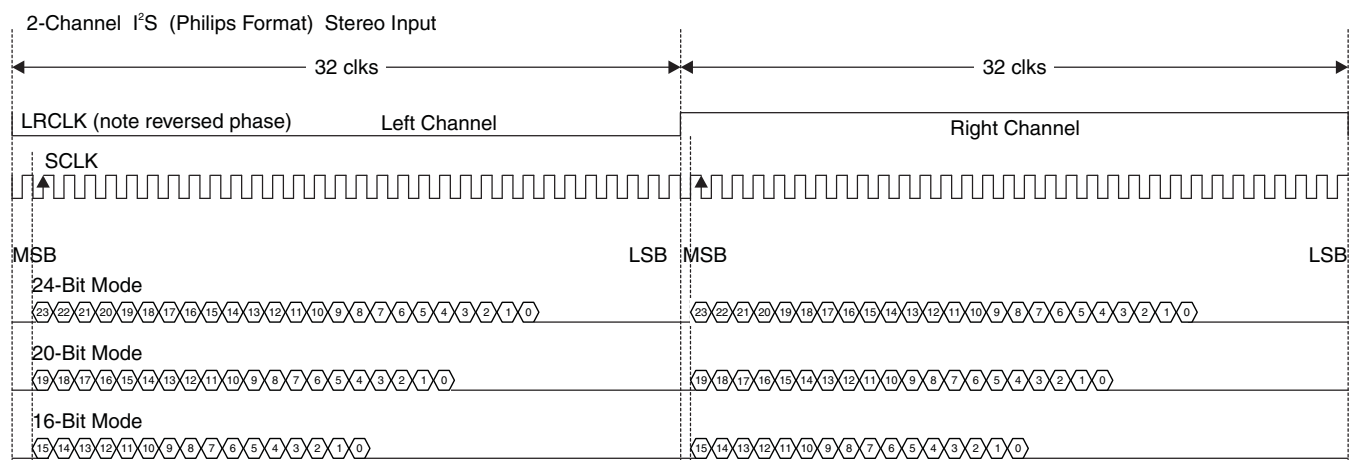 2-Channel I²S (Philips Format) Stereo Input
32 clks 32 clks
LRCLK (note reversed phase) Left Channel Right Channel
SCLK
MSB LSB MSB LSB
24-Bit Mode
23 22 21 20 19 18 17 16 15 14 13 12 11 10 9 8 7 6 5 4 3 2 1 0 23 22 21 20 19 18 17 16 15 14 13 12 11 10 9 8 7 6 5 4 3 2 1 0
20-Bit Mode
19 18 17 16 15 14 13 12 11 10 9 8 7 6 5 4 3 2 1 0 19 18 17 16 15 14 13 12 11 10 9 8 7 6 5 4 3 2 1 0
16-Bit Mode
15 14 13 12 11 10 9 8 7 6 5 4 3 2 1 0 15 14 13 12 11 10 9 8 7 6 5 4 3 2 1 0